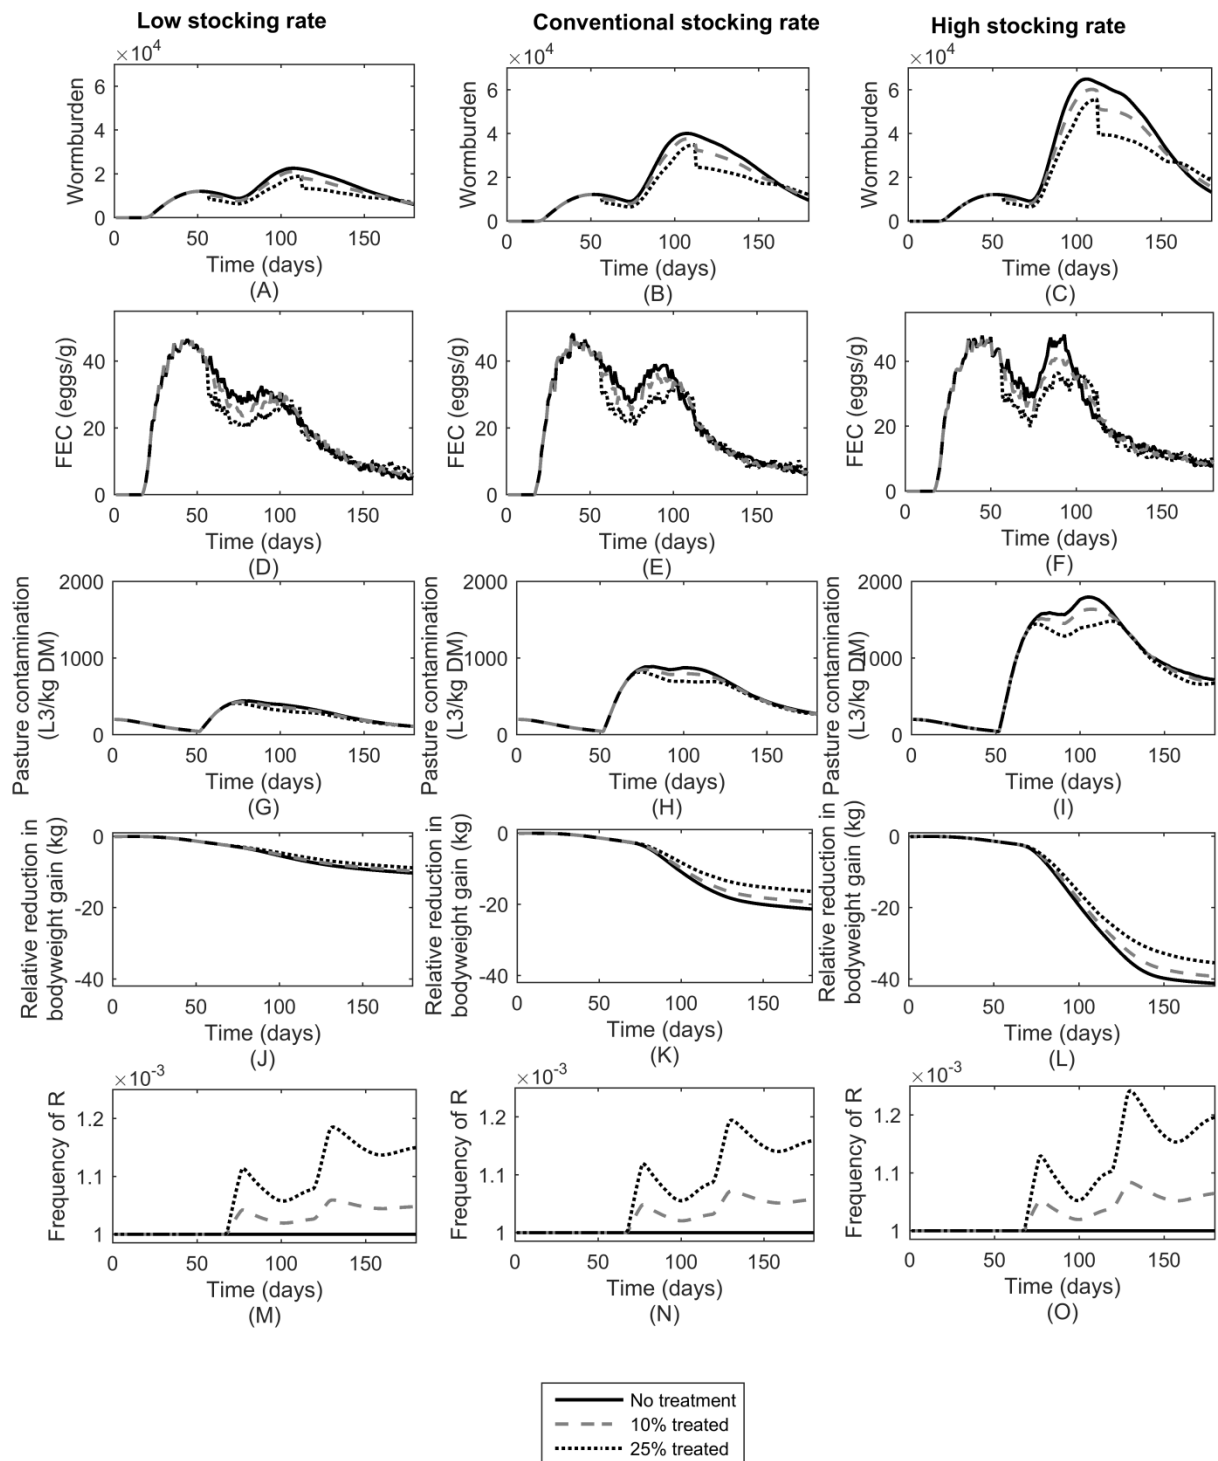 Low stocking rate
Conventional stocking rate
High stocking rate
×10⁴
Wormburden
6
4
2
0
0 50 100 150
Time (days)
(A)
×10⁴
Wormburden
6
4
2
0
0 50 100 150
Time (days)
(B)
×10⁴
Wormburden
6
4
2
0
0 50 100 150
Time (days)
(C)
FEC (eggs/g)
40
20
0
0 50 100 150
Time (days)
(D)
FEC (eggs/g)
40
20
0
0 50 100 150
Time (days)
(E)
FEC (eggs/g)
40
20
0
0 50 100 150
Time (days)
(F)
Pasture contamination
(L3/kg DM)
2000
1000
0
0 50 100 150
Time (days)
(G)
Pasture contamination
(L3/kg DM)
2000
1000
0
0 50 100 150
Time (days)
(H)
Pasture contamination
(L3/kg DM)
2000
1000
0
0 50 100 150
Time (days)
(I)
Relative reduction in
bodyweight gain (kg)
0
-20
-40
0 50 100 150
Time (days)
(J)
Relative reduction in
bodyweight gain (kg)
0
-20
-40
0 50 100 150
Time (days)
(K)
Relative reduction in
bodyweight gain (kg)
0
-20
-40
0 50 100 150
Time (days)
(L)
×10⁻³
Frequency of R
1.2
1.1
1
0 50 100 150
Time (days)
(M)
×10⁻³
Frequency of R
1.2
1.1
1
0 50 100 150
Time (days)
(N)
×10⁻³
Frequency of R
1.2
1.1
1
0 50 100 150
Time (days)
(O)
No treatment
10% treated
25% treated